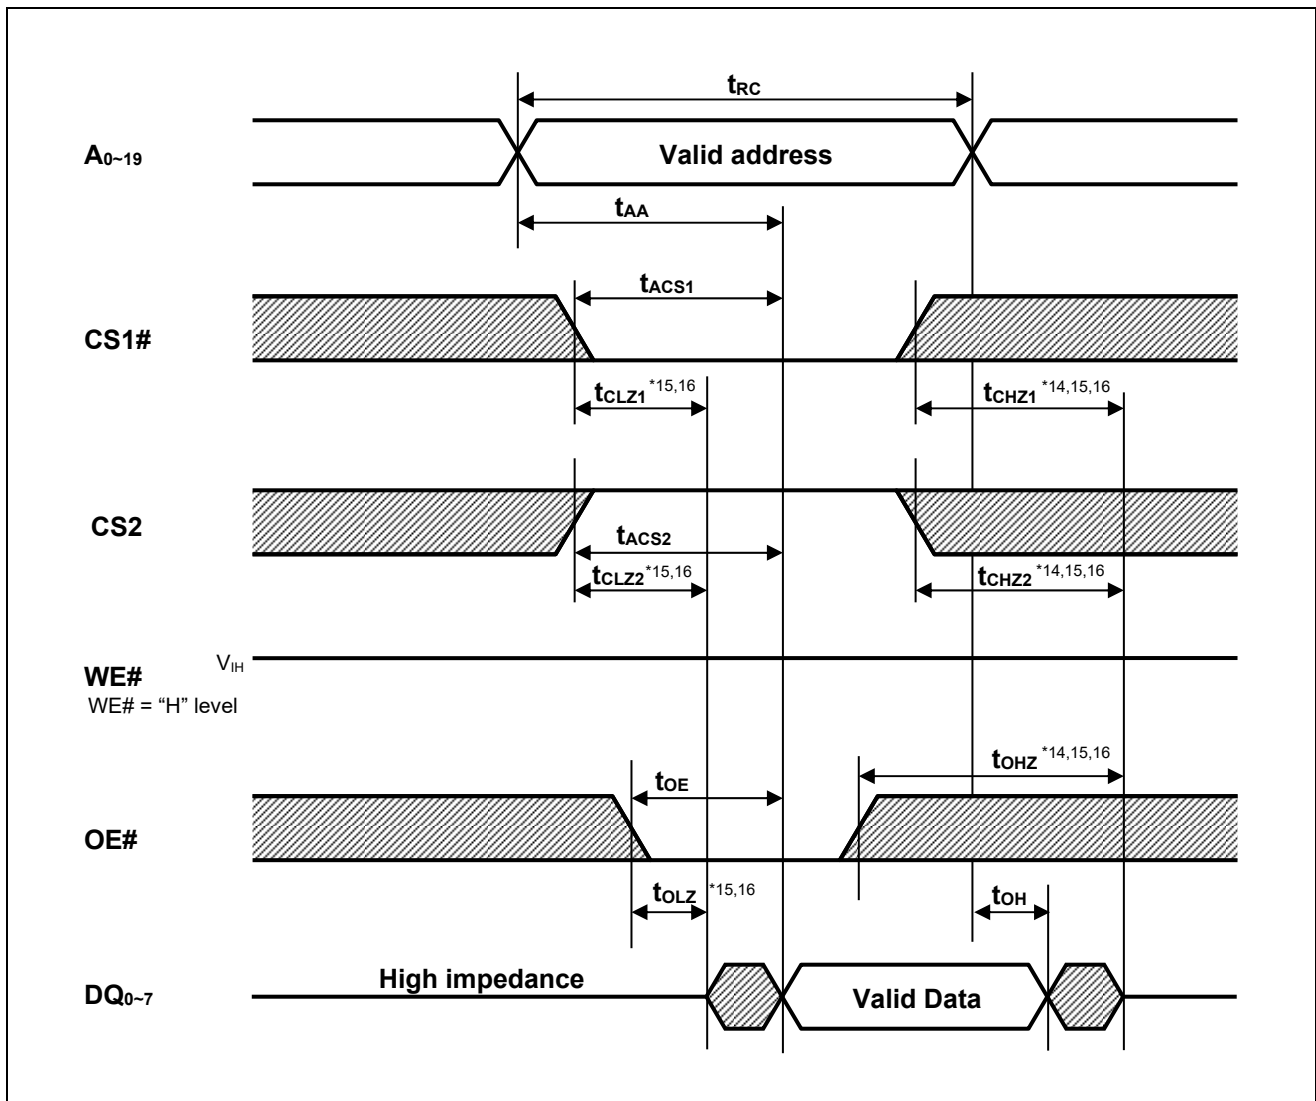 tRC
A0~19
Valid address
tAA
tACS1
CS1#
tCLZ1 *15,16
tCHZ1 *14,15,16
CS2
tACS2
tCLZ2 *15,16
tCHZ2 *14,15,16
VIH
WE#
WE# = “H” level
tOHZ *14,15,16
tOE
OE#
tOLZ *15,16
tOH
High impedance
DQ0~7
Valid Data